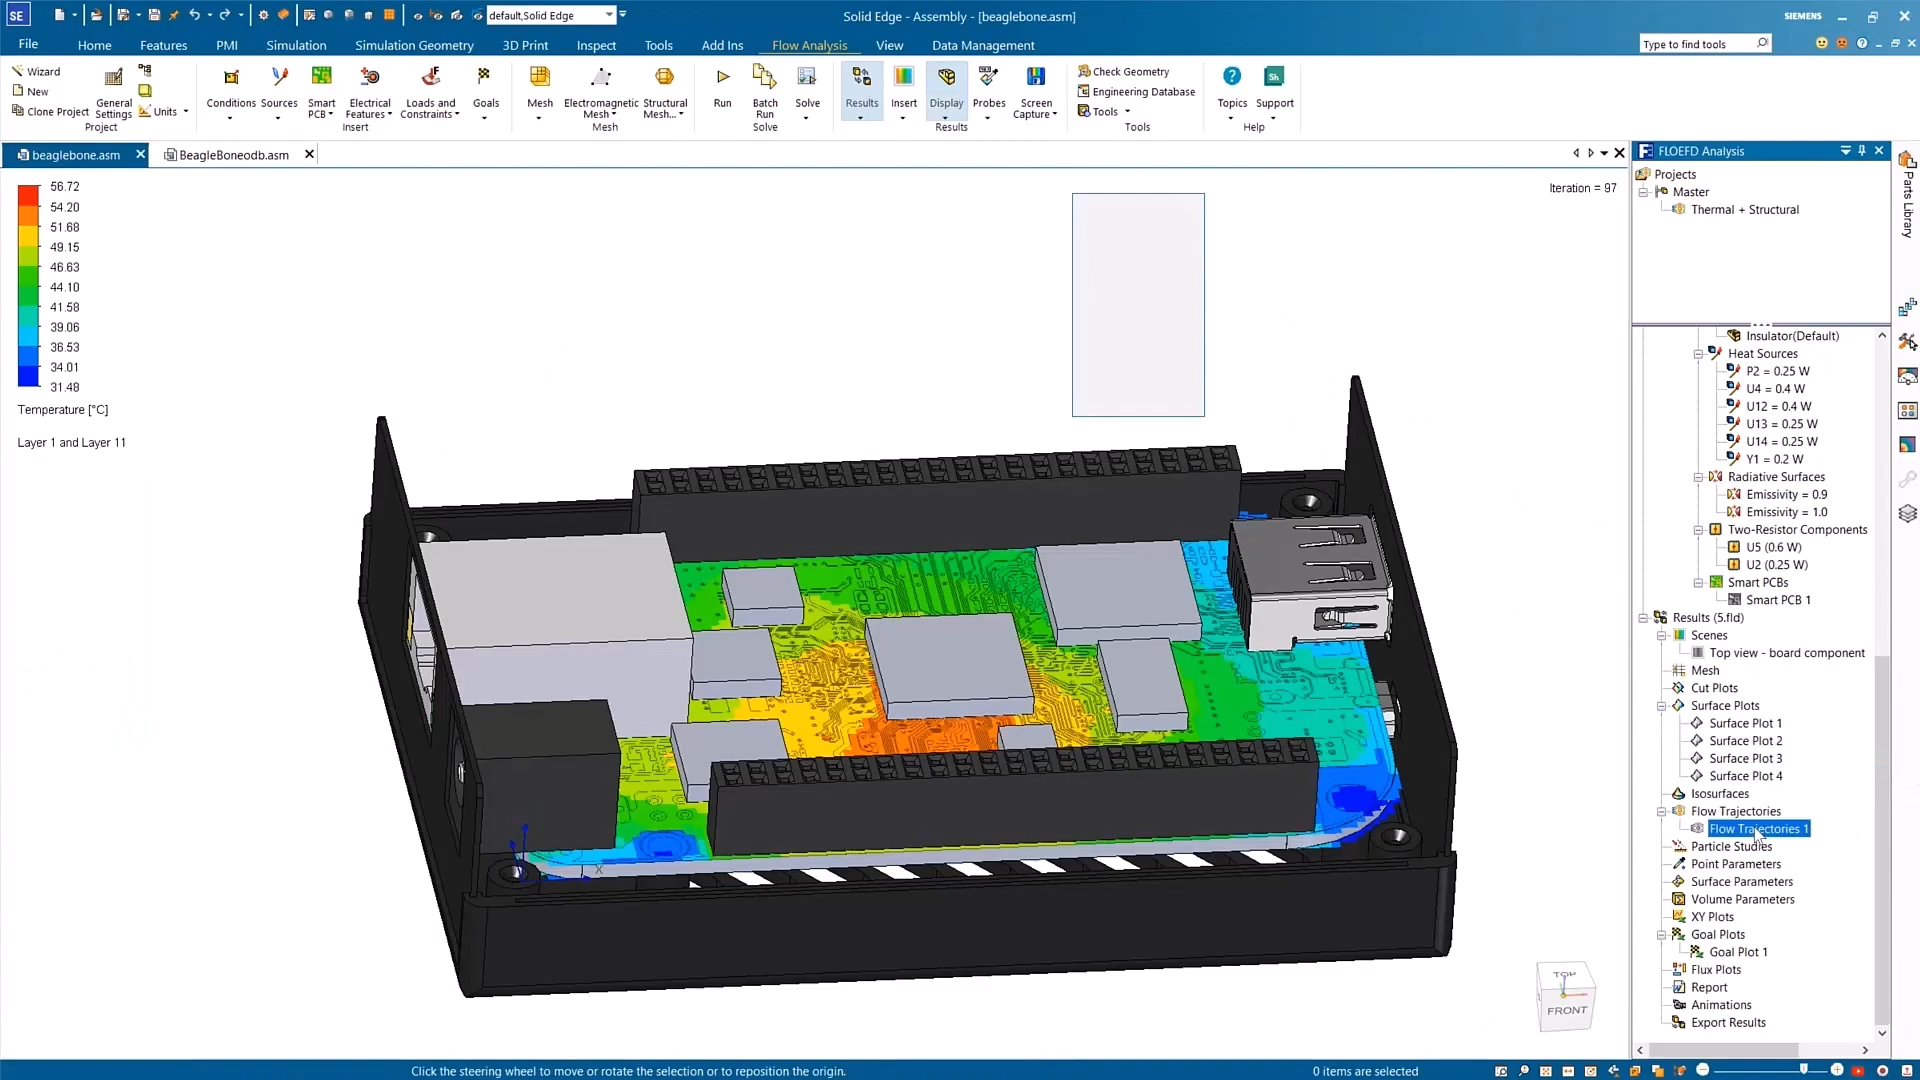 SE
default,Solid Edge
Solid Edge - Assembly - [beaglebone.asm]
SIEMENS
File
Home
Features
PMI
Simulation
Simulation Geometry
3D Print
Inspect
Tools
Add Ins
Flow Analysis
View
Data Management
Type to find tools
Wizard
New
Clone Project
General Settings
Units
Project
Conditions
Sources
Smart PCB
Electrical Features
Loads and Constraints
Goals
Insert
Mesh
Electromagnetic Mesh
Structural Mesh...
Mesh
Run
Batch Run
Solve
Solve
Results
Insert
Display
Probes
Screen Capture
Results
Check Geometry
Engineering Database
Tools
Tools
Topics
Sh
Support
Help
beaglebone.asm
BeagleBoneodb.asm
FLOEFD Analysis
Parts Library
Iteration = 97
56.72
54.20
51.68
49.15
46.63
44.10
41.58
39.06
36.53
34.01
31.48
Temperature [°C]
Layer 1 and Layer 11
X
TOP
FRONT
Projects
Master
Thermal + Structural
Insulator(Default)
Heat Sources
P2 = 0.25 W
U4 = 0.4 W
U12 = 0.4 W
U13 = 0.25 W
U14 = 0.25 W
Y1 = 0.2 W
Radiative Surfaces
Emissivity = 0.9
Emissivity = 1.0
Two-Resistor Components
U5 (0.6 W)
U2 (0.25 W)
Smart PCBs
Smart PCB 1
Results (5.fld)
Scenes
Top view - board component
Mesh
Cut Plots
Surface Plots
Surface Plot 1
Surface Plot 2
Surface Plot 3
Surface Plot 4
Isosurfaces
Flow Trajectories
Flow Trajectories 1
Particle Studies
Point Parameters
Surface Parameters
Volume Parameters
XY Plots
Goal Plots
Goal Plot 1
Flux Plots
Report
Animations
Export Results
Click the steering wheel to move or rotate the selection or to reposition the origin.
0 items are selected